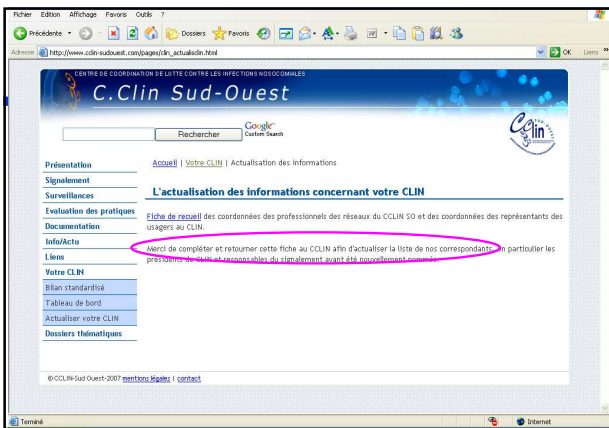 Fichier Edition Affichage Favoris Outils ?
Précédente Dossiers Favoris
Adresse http://www.cclin-sudouest.com/pages/clin_actualisclin.html OK Liens
CENTRE DE COORDINATION DE LUTTE CONTRE LES INFECTIONS NOSOCOMIALES
C.Clin Sud-Ouest
Rechercher Google™ Custom Search
CClin
Présentation
Signalement
Surveillances
Evaluation des pratiques
Documentation
Info/Actu
Liens
Votre CLIN
Bilan standardisé
Tableau de bord
Actualiser votre CLIN
Dossiers thématiques
Accueil | Votre CLIN | Actualisation des informations
L'actualisation des informations concernant votre CLIN
Fiche de recueil des coordonnées des professionnels des réseaux du CCLIN SO et des coordonnées des représentants des
usagers au CLIN.
Merci de compléter et retourner cette fiche au CCLIN afin d'actualiser la liste de nos correspondants, en particulier les
présidents de CLIN et responsables du signalement ayant été nouvellement nommés.
© CCLIN-Sud Ouest-2007 mentions légales | contact
Terminé Internet